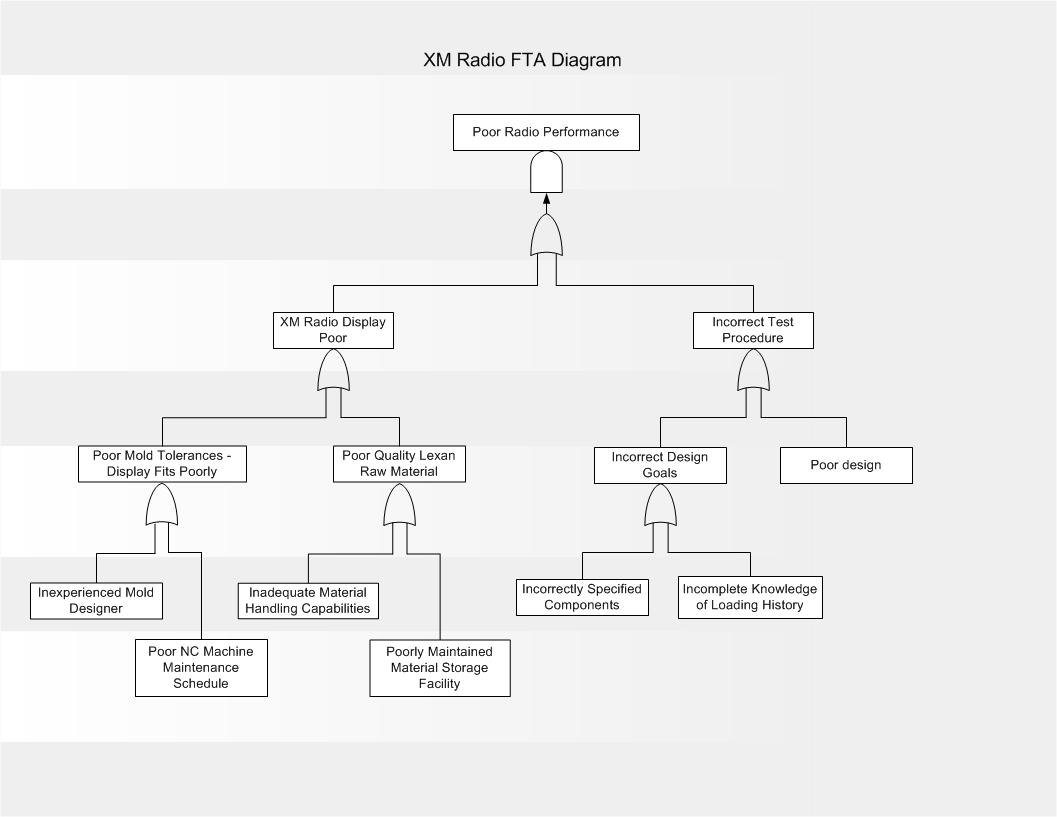 XM Radio FTA Diagram
Poor Radio Performance
XM Radio Display
Poor
Incorrect Test
Procedure
Poor Mold Tolerances -
Display Fits Poorly
Poor Quality Lexan
Raw Material
Incorrect Design
Goals
Poor design
Inexperienced Mold
Designer
Inadequate Material
Handling Capabilities
Incorrectly Specified
Components
Incomplete Knowledge
of Loading History
Poor NC Machine
Maintenance
Schedule
Poorly Maintained
Material Storage
Facility